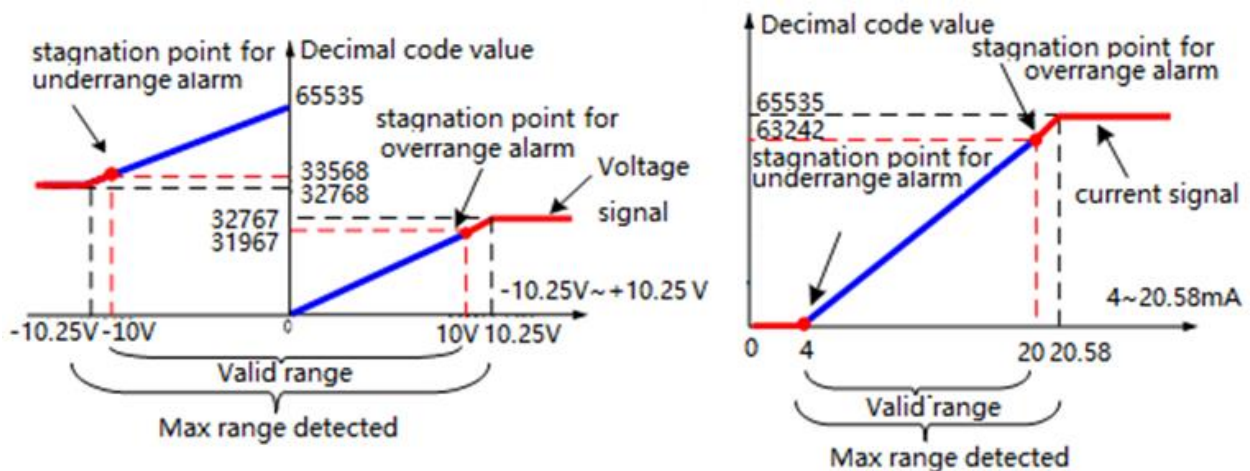 stagnation point for
underrange alarm
Decimal code value
65535
stagnation point for
overrange alarm
33568
32768
Voltage
signal
32767
31967
-10.25V~+10.25 V
-10.25V
-10V
0
10V
10.25V
Valid range
Max range detected
Decimal code value
stagnation point for
overrange alarm
65535
63242
stagnation point for
underrange alarm
current signal
4~20.58mA
0
4
20
20.58
Valid range
Max range detected